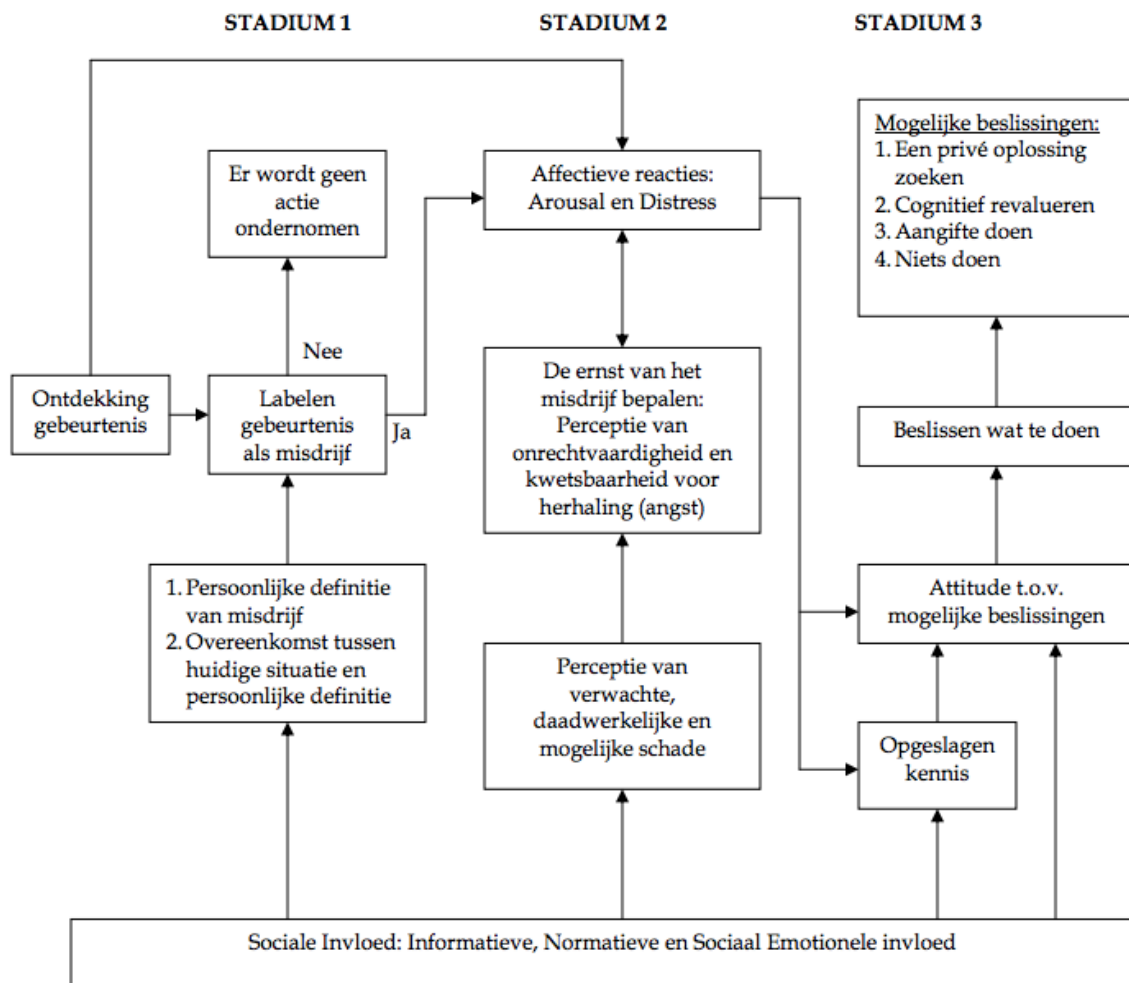 STADIUM 1
STADIUM 2
STADIUM 3
Er wordt geen
actie
ondernomen
Nee
Ontdekking
gebeurtenis
Labelen
gebeurtenis
als misdrijf
Ja
1. Persoonlijke definitie
van misdrijf
2. Overeenkomst tussen
huidige situatie en
persoonlijke definitie
Affectieve reacties:
Arousal en Distress
De ernst van het
misdrijf bepalen:
Perceptie van
onrechtvaardigheid en
kwetsbaarheid voor
herhaling (angst)
Perceptie van
verwachte,
daadwerkelijke en
mogelijke schade
Mogelijke beslissingen:
1. Een privé oplossing
zoeken
2. Cognitief revalueren
3. Aangifte doen
4. Niets doen
Beslissen wat te doen
Attitude t.o.v.
mogelijke beslissingen
Opgeslagen
kennis
Sociale Invloed: Informatieve, Normatieve en Sociaal Emotionele invloed